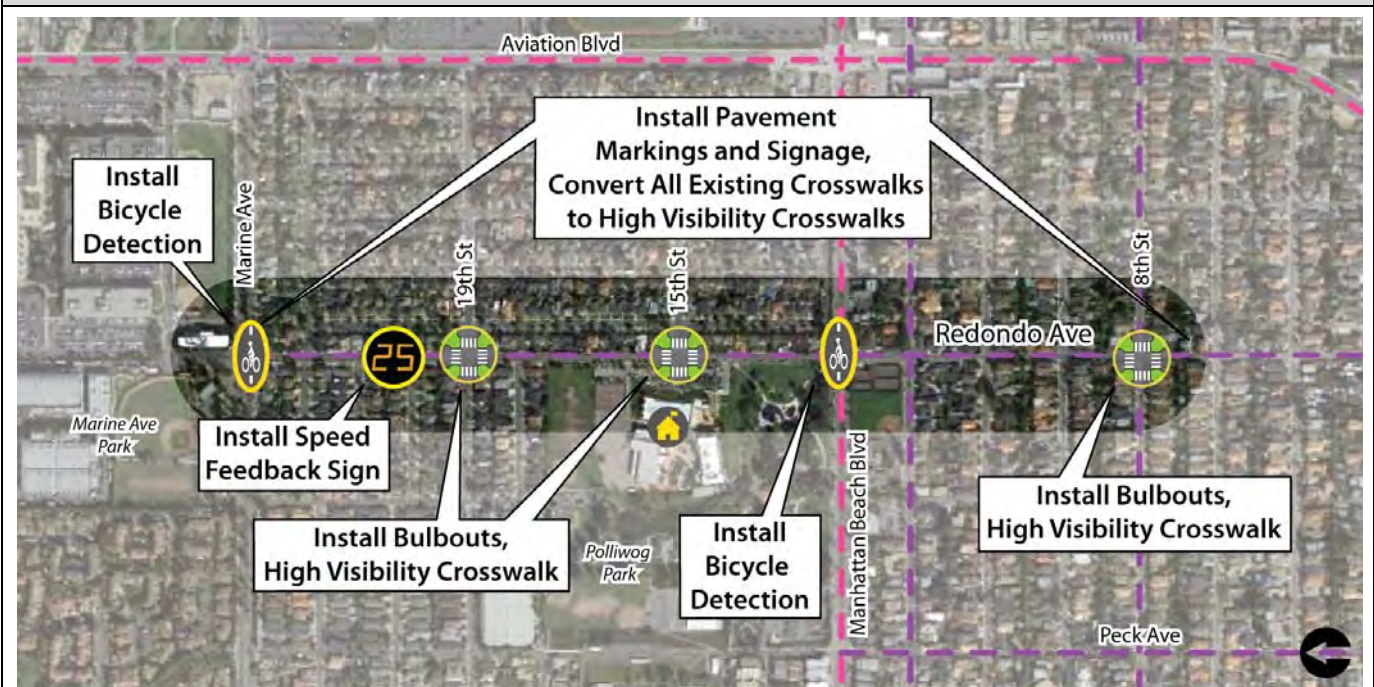 Aviation Blvd
Install Pavement
Markings and Signage,
Convert All Existing Crosswalks
to High Visibility Crosswalks
Install
Bicycle
Detection
Marine Ave
19th St
15th St
8th St
Redondo Ave
25
Marine Ave
Park
Install Speed
Feedback Sign
Install Bulbouts,
High Visibility Crosswalk
Polliwog
Park
Install
Bicycle
Detection
Manhattan Beach Blvd
Install Bulbouts,
High Visibility Crosswalk
Peck Ave